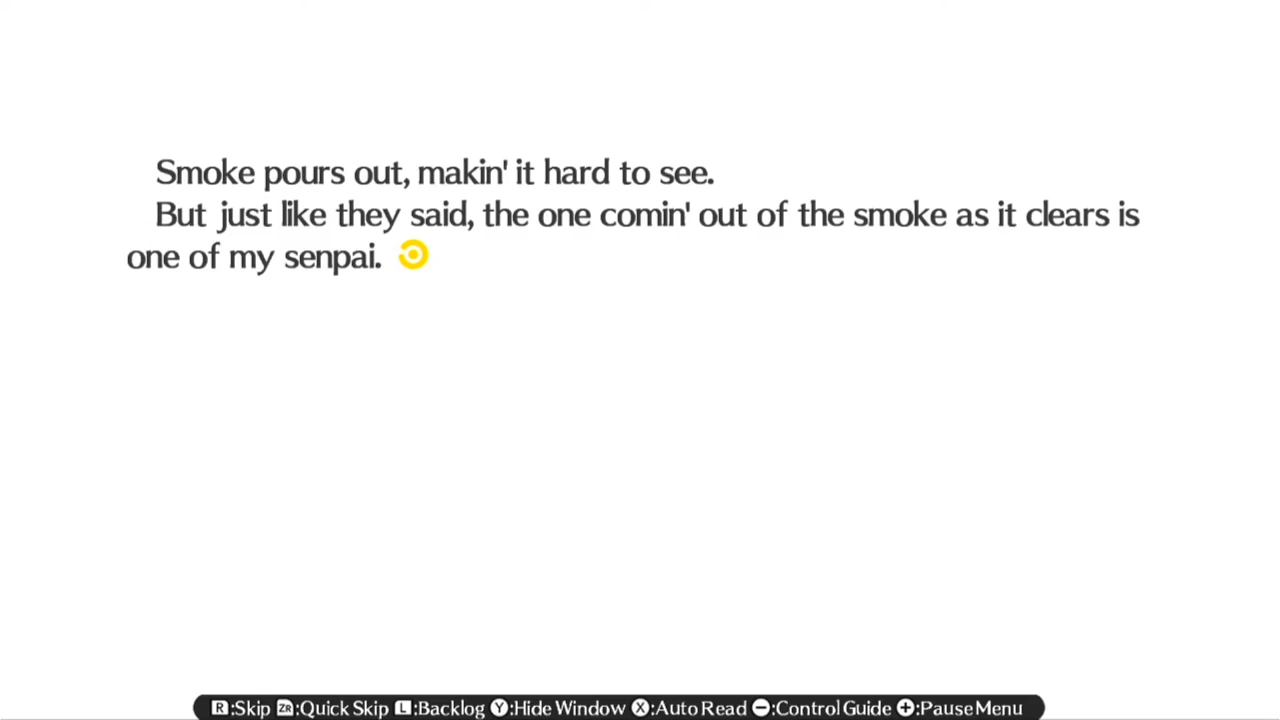 Smoke pours out, makin' it hard to see.
But just like they said, the one comin' out of the smoke as it clears is
one of my senpai.
R:Skip ZR:Quick Skip L:Backlog Y:Hide Window X:Auto Read −:Control Guide +:Pause Menu